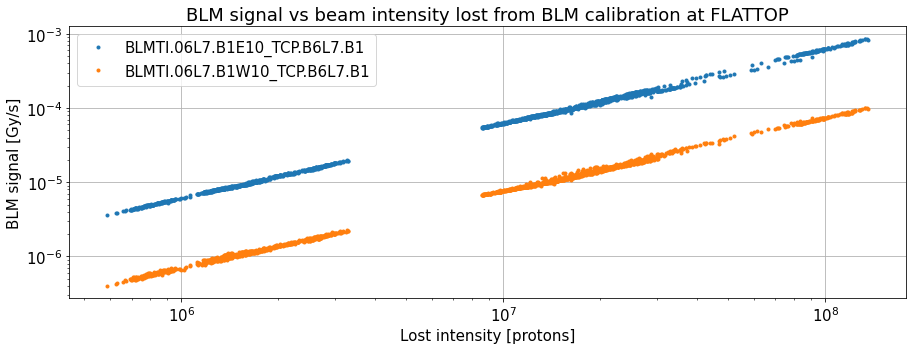 BLM signal vs beam intensity lost from BLM calibration at FLATTOP
BLMTI.06L7.B1E10_TCP.B6L7.B1
BLMTI.06L7.B1W10_TCP.B6L7.B1
BLM signal [Gy/s]
10⁻³
10⁻⁴
10⁻⁵
10⁻⁶
10⁶
10⁷
10⁸
Lost intensity [protons]